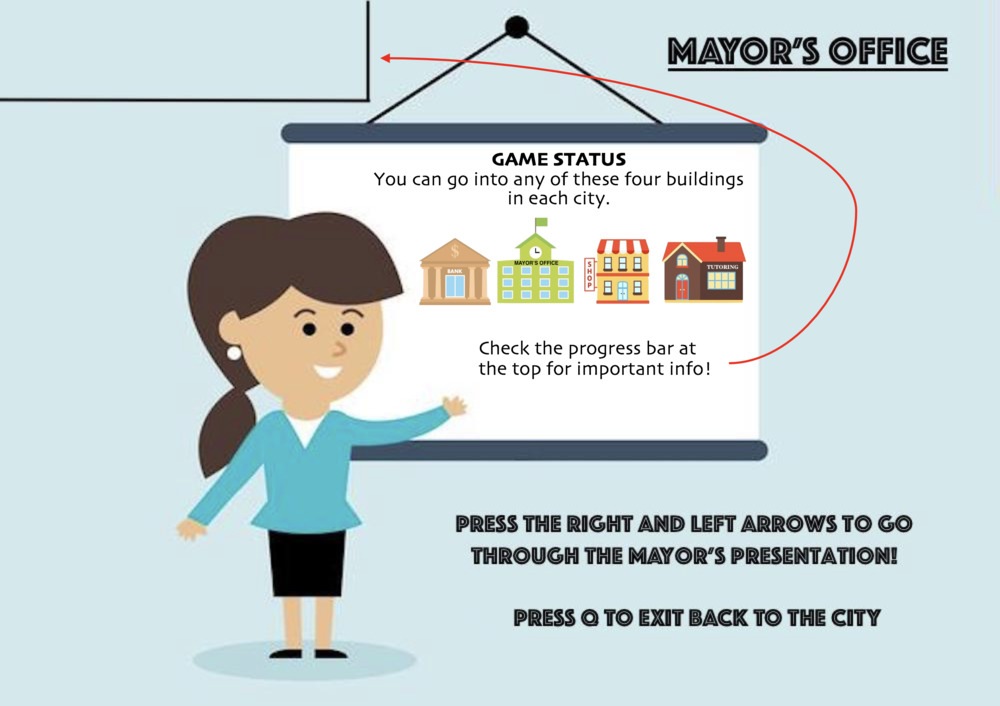 MAYOR'S OFFICE
GAME STATUS
You can go into any of these four buildings
in each city.
$
BANK
MAYOR'S OFFICE
SHOP
TUTORING
Check the progress bar at
the top for important info!
PRESS THE RIGHT AND LEFT ARROWS TO GO
THROUGH THE MAYOR'S PRESENTATION!
PRESS Q TO EXIT BACK TO THE CITY